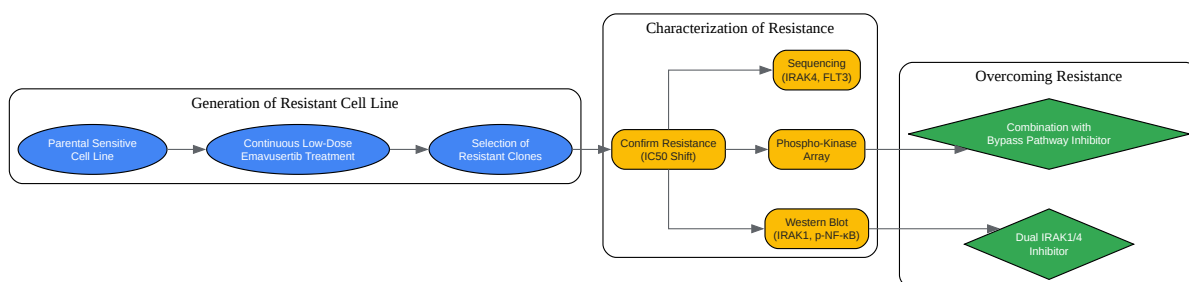 Generation of Resistant Cell Line
Parental Sensitive
Cell Line
Continuous Low-Dose
Emavusertib Treatment
Selection of
Resistant Clones
Characterization of Resistance
Confirm Resistance
(IC50 Shift)
Sequencing
(IRAK4, FLT3)
Phospho-Kinase
Array
Western Blot
(IRAK1, p-NF-κB)
Overcoming Resistance
Combination with
Bypass Pathway Inhibitor
Dual IRAK1/4
Inhibitor